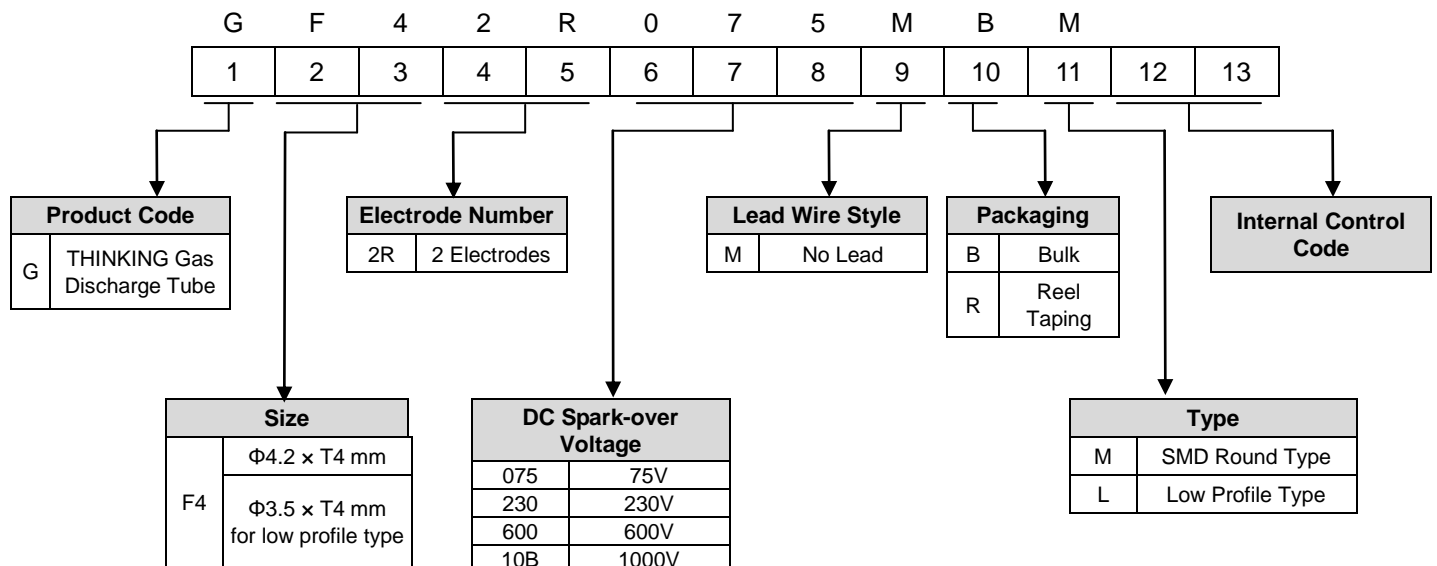 G F 4 2 R 0 7 5 M B M
1 2 3 4 5 6 7 8 9 10 11 12 13
Product Code
G THINKING Gas
Discharge Tube
Electrode Number
2R 2 Electrodes
Lead Wire Style
M No Lead
Packaging
B Bulk
R Reel
Taping
Internal Control
Code
Size
F4
Φ4.2 × T4 mm
Φ3.5 × T4 mm
for low profile type
DC Spark-over
Voltage
075 75V
230 230V
600 600V
10B 1000V
Type
M SMD Round Type
L Low Profile Type